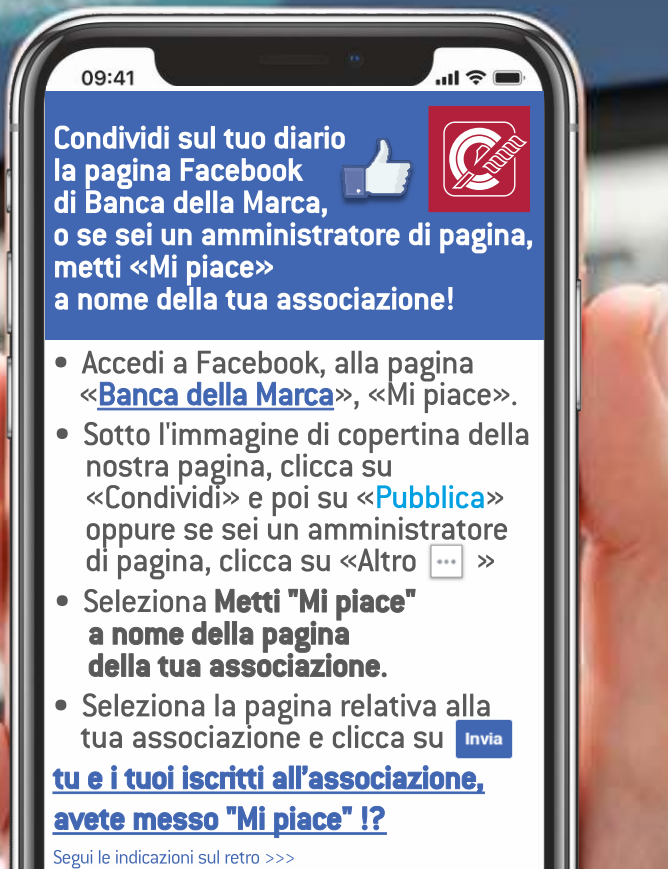 09:41
Condividi sul tuo diario
la pagina Facebook
di Banca della Marca,
o se sei un amministratore di pagina,
metti «Mi piace»
a nome della tua associazione!
• Accedi a Facebook, alla pagina
«Banca della Marca», «Mi piace».
• Sotto l'immagine di copertina della
nostra pagina, clicca su
«Condividi» e poi su «Pubblica»
oppure se sei un amministratore
di pagina, clicca su «Altro ... »
• Seleziona Metti "Mi piace"
a nome della pagina
della tua associazione.
• Seleziona la pagina relativa alla
tua associazione e clicca su Invia
tu e i tuoi iscritti all’associazione,
avete messo "Mi piace" !?
Segui le indicazioni sul retro >>>